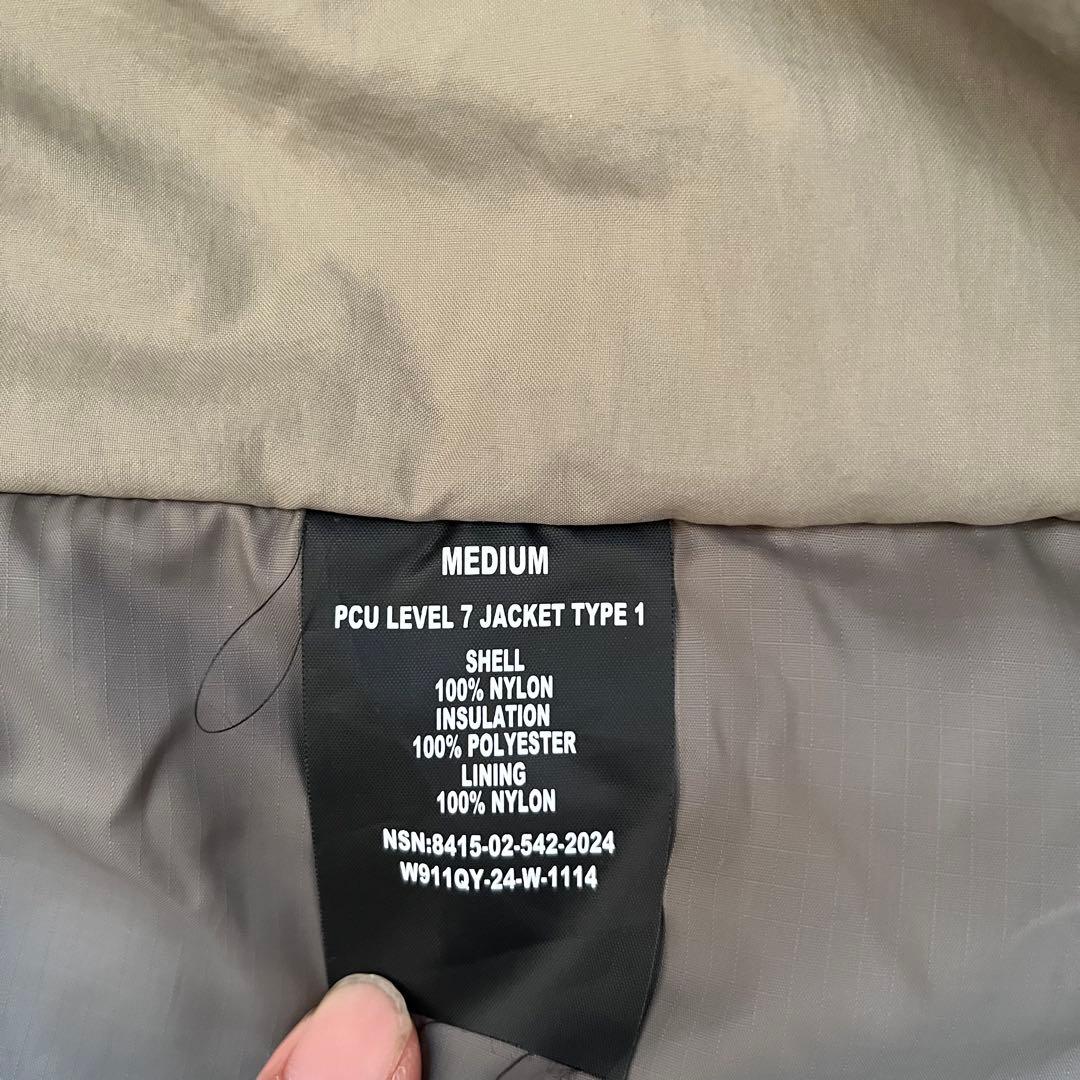 MEDIUM
PCU LEVEL 7 JACKET TYPE 1
SHELL
100% NYLON
INSULATION
100% POLYESTER
LINING
100% NYLON
NSN:8415-02-542-2024
W911QY-24-W-1114